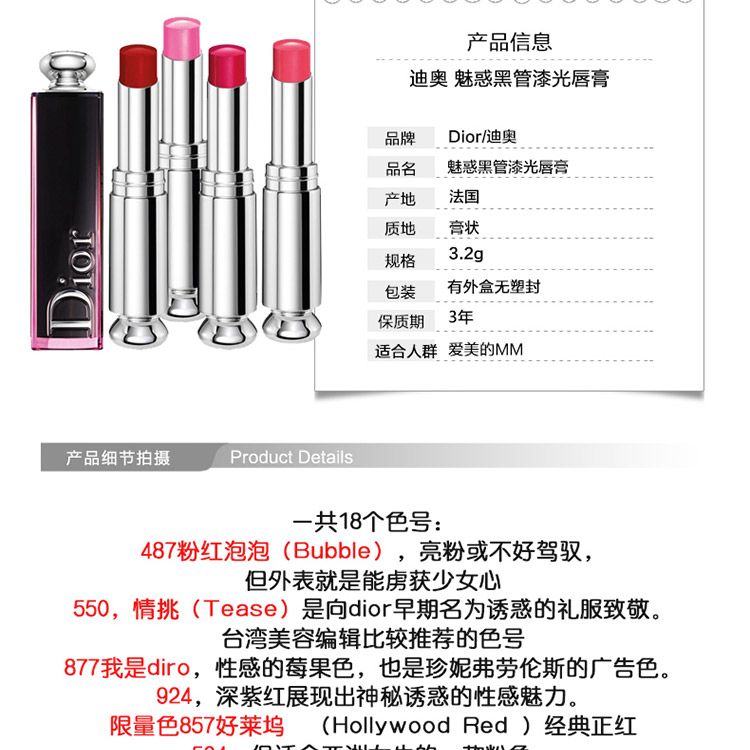 Dior
产品信息
迪奥 魅惑黑管漆光唇膏
品牌 Dior/迪奥
品名 魅惑黑管漆光唇膏
产地 法国
质地 膏状
规格 3.2g
包装 有外盒无塑封
保质期 3年
适合人群 爱美的MM
产品细节拍摄 Product Details
一共18个色号：
487粉红泡泡（Bubble），亮粉或不好驾驭，
但外表就是能虏获少女心
550，情挑（Tease）是向dior早期名为诱惑的礼服致敬。
台湾美容编辑比较推荐的色号
877我是diro，性感的莓果色，也是珍妮弗劳伦斯的广告色。
924，深紫红展现出神秘诱惑的性感魅力。
限量色857好莱坞 （Hollywood Red ）经典正红